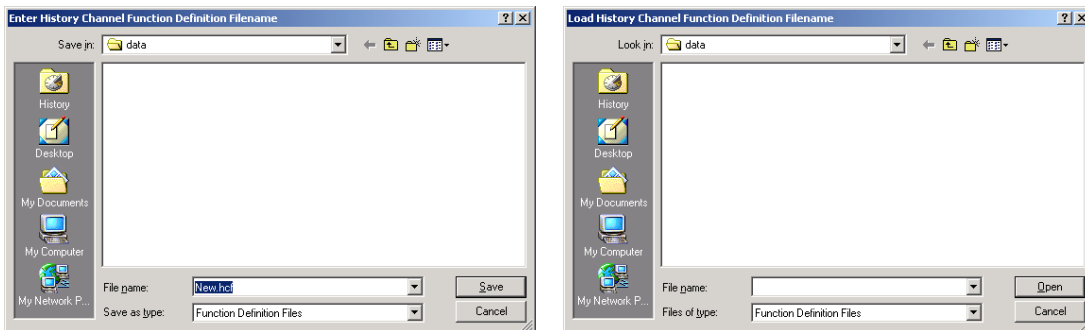 Enter History Channel Function Definition Filename
Save in: data
History
Desktop
My Documents
My Computer
My Network P...
File name: New.hcf Save
Save as type: Function Definition Files Cancel
Load History Channel Function Definition Filename
Look in: data
History
Desktop
My Documents
My Computer
My Network P...
File name: Open
Files of type: Function Definition Files Cancel